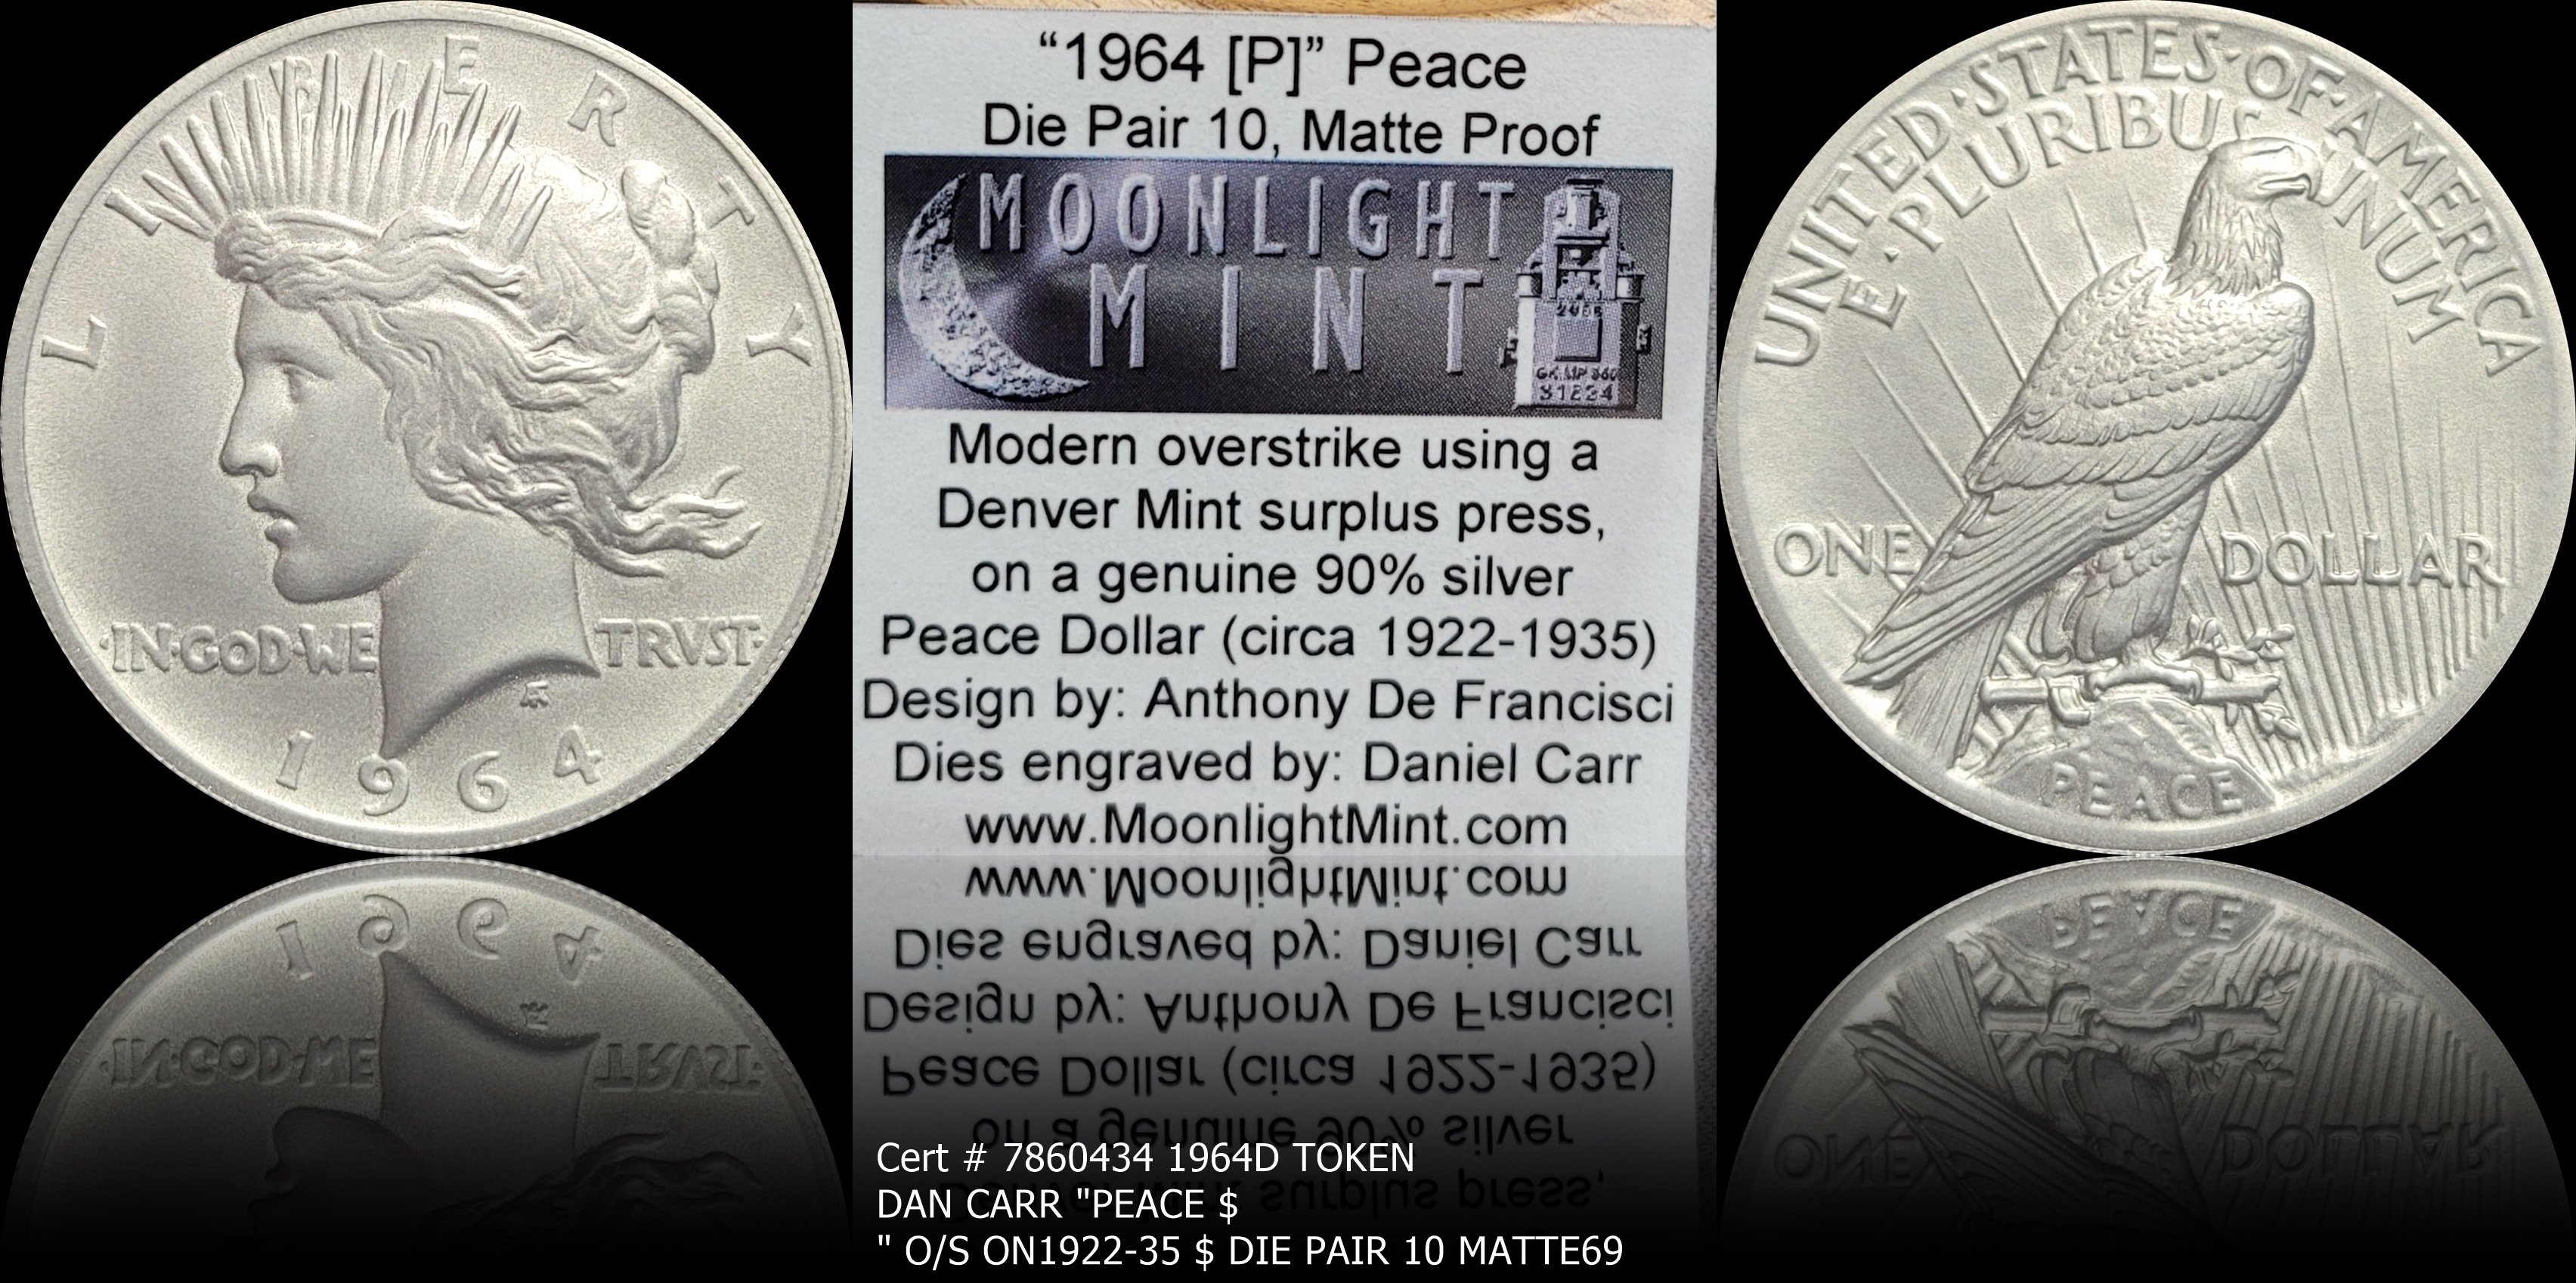 LIBERTY
·IN·GOD·WE TRVST·
1964
"1964 [P]" Peace
Die Pair 10, Matte Proof
MOONLIGHT
MINT
S1224
Modern overstrike using a
Denver Mint surplus press,
on a genuine 90% silver
Peace Dollar (circa 1922-1935)
Design by: Anthony De Francisci
Dies engraved by: Daniel Carr
www.MoonlightMint.com
Cert # 7860434 1964D TOKEN
DAN CARR "PEACE $
" O/S ON1922-35 $ DIE PAIR 10 MATTE69
UNITED·STATES·OF·AMERICA
E·PLURIBUS UNUM
ONE DOLLAR
PEACE